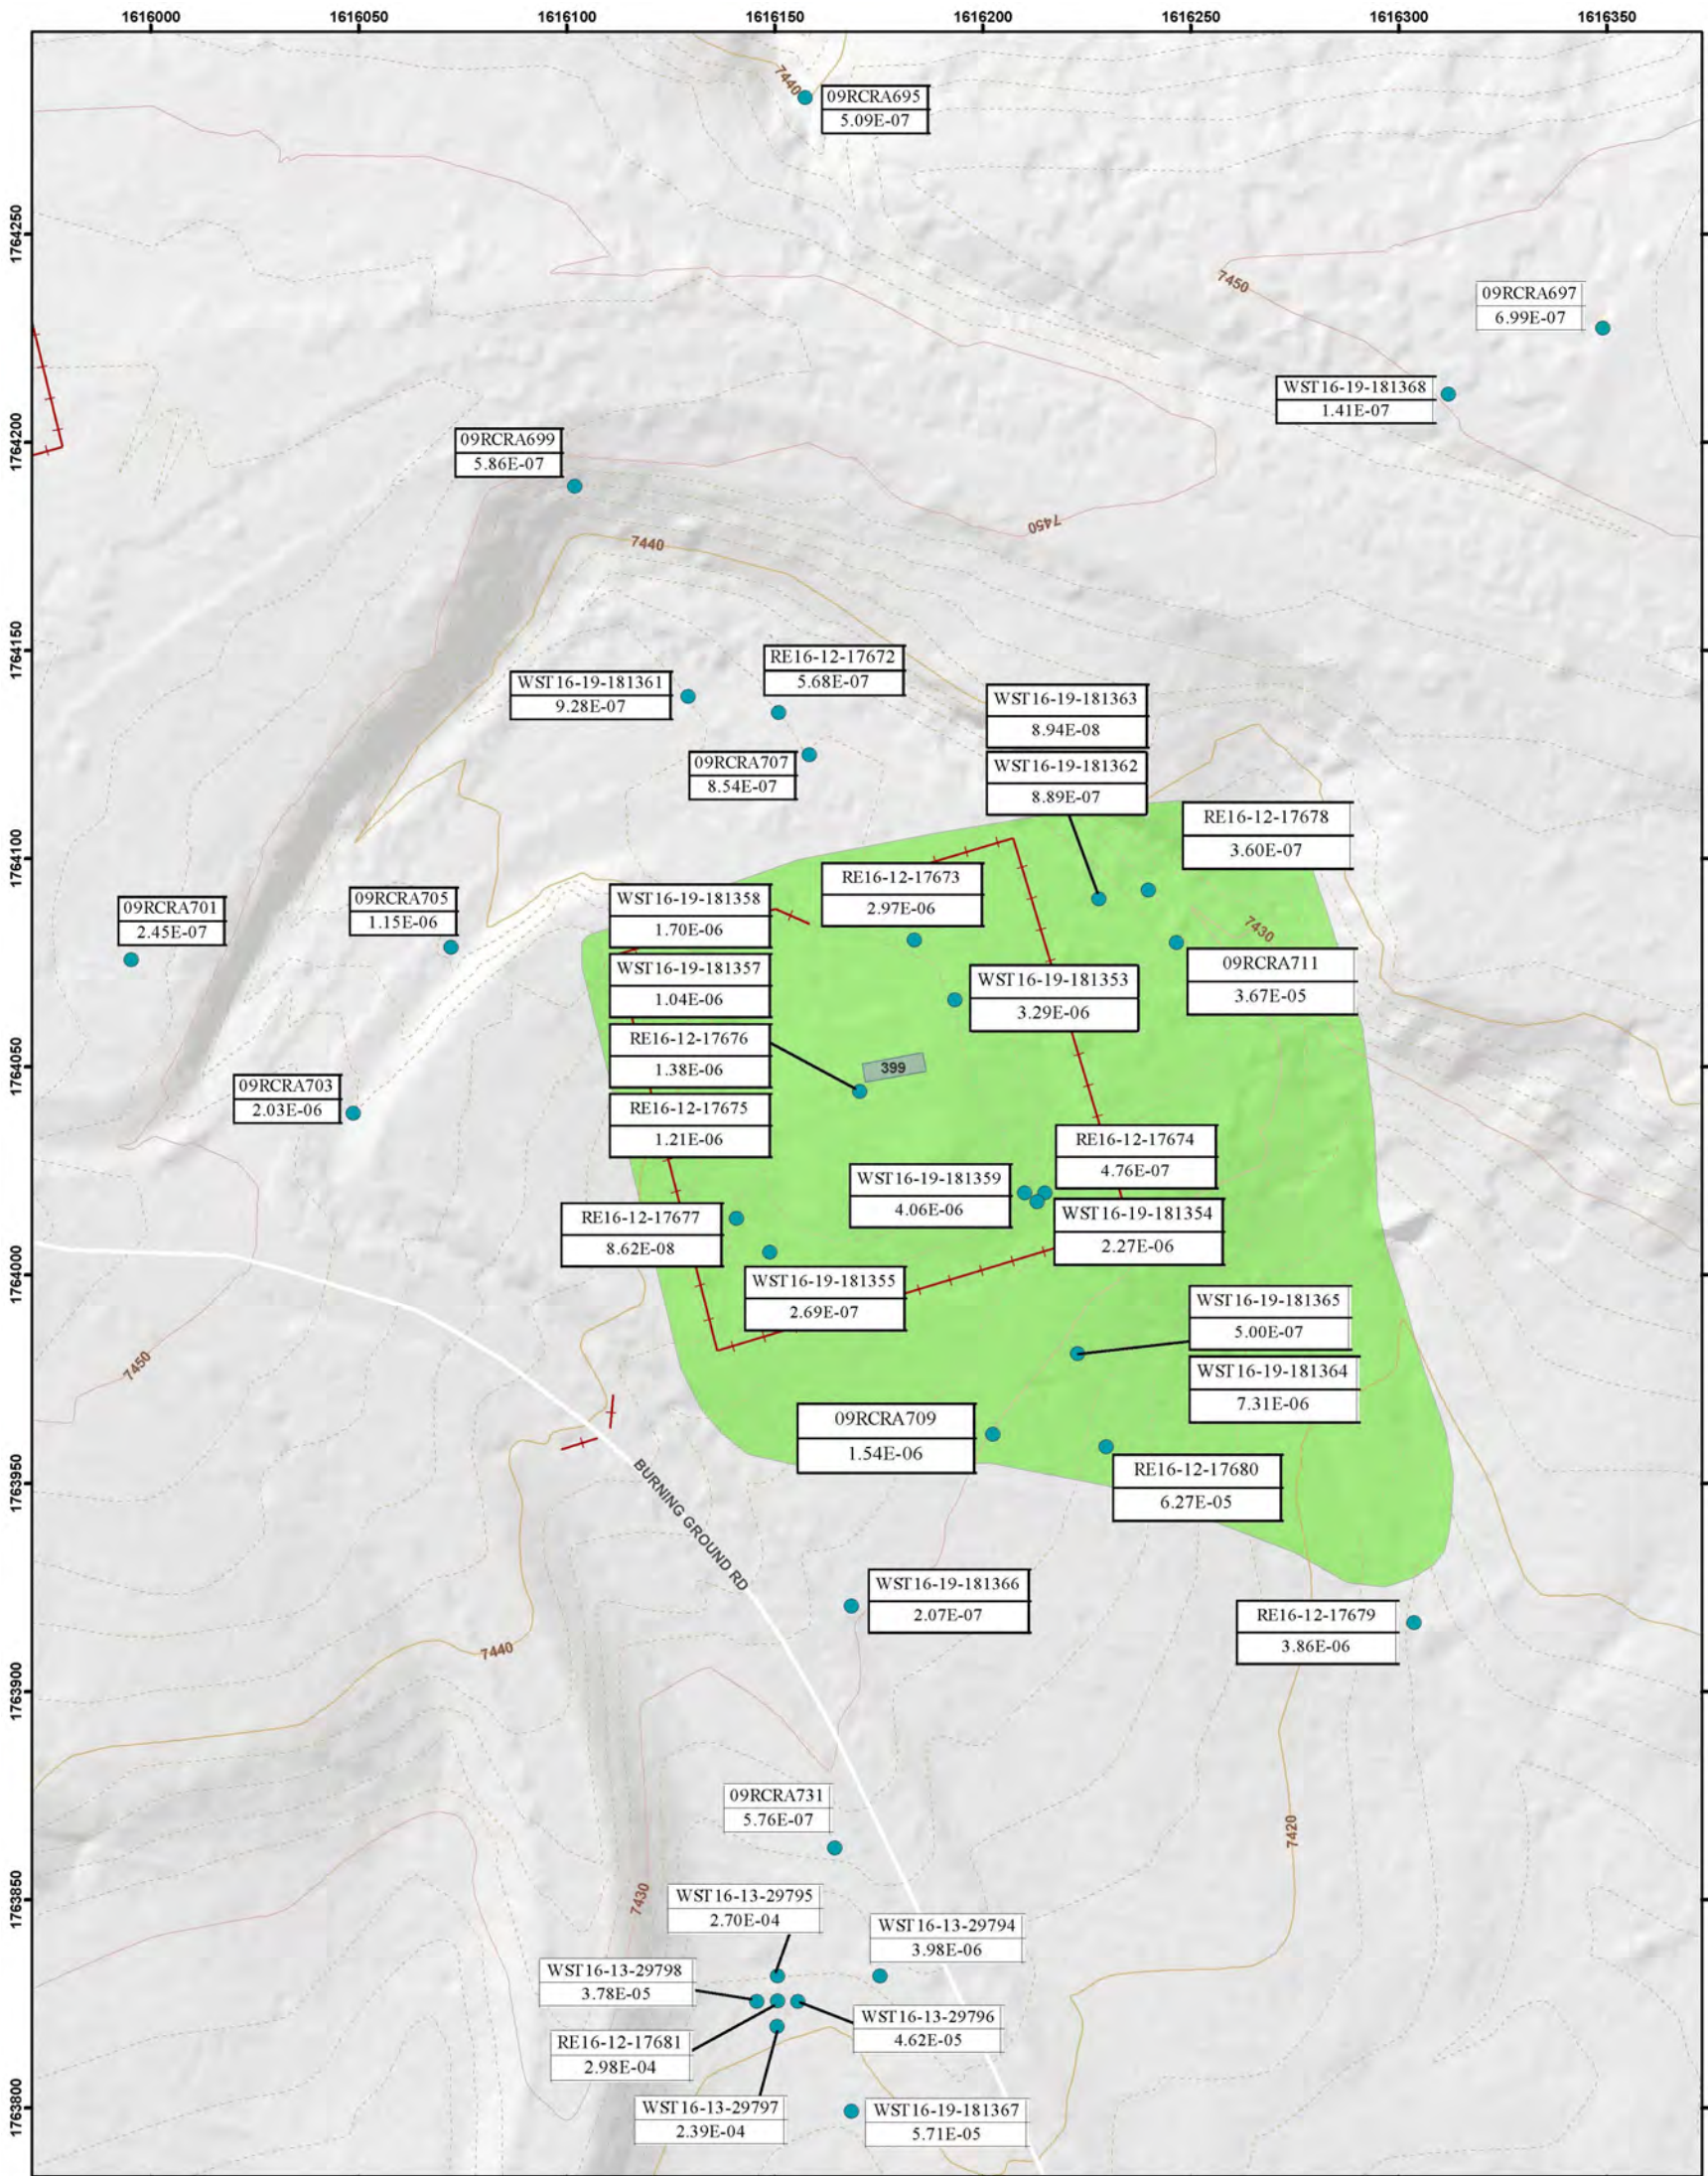 1616000
1616050
1616100
1616150
1616200
1616250
1616300
1616350
7440
09RCRA695
5.09E-07
1764250
7450
09RCRA697
6.99E-07
WST16-19-181368
1.41E-07
1764200
09RCRA699
5.86E-07
7450
7440
1764150
RE16-12-17672
5.68E-07
WST16-19-181361
9.28E-07
WST16-19-181363
8.94E-08
09RCRA707
8.54E-07
WST16-19-181362
8.89E-07
RE16-12-17678
3.60E-07
1764100
RE16-12-17673
2.97E-06
WST16-19-181358
1.70E-06
09RCRA705
1.15E-06
09RCRA701
2.45E-07
7430
09RCRA711
3.67E-05
WST16-19-181357
1.04E-06
WST16-19-181353
3.29E-06
1764050
RE16-12-17676
1.38E-06
399
09RCRA703
2.03E-06
RE16-12-17675
1.21E-06
RE16-12-17674
4.76E-07
WST16-19-181359
4.06E-06
RE16-12-17677
8.62E-08
WST16-19-181354
2.27E-06
1764000
WST16-19-181355
2.69E-07
WST16-19-181365
5.00E-07
7450
WST16-19-181364
7.31E-06
09RCRA709
1.54E-06
1763950
RE16-12-17680
6.27E-05
BURNING GROUND RD
WST16-19-181366
2.07E-07
RE16-12-17679
3.86E-06
7440
1763900
09RCRA731
5.76E-07
7420
1763850
7430
WST16-13-29795
2.70E-04
WST16-13-29794
3.98E-06
WST16-13-29798
3.78E-05
WST16-13-29796
4.62E-05
RE16-12-17681
2.98E-04
1763800
WST16-13-29797
2.39E-04
WST16-19-181367
5.71E-05